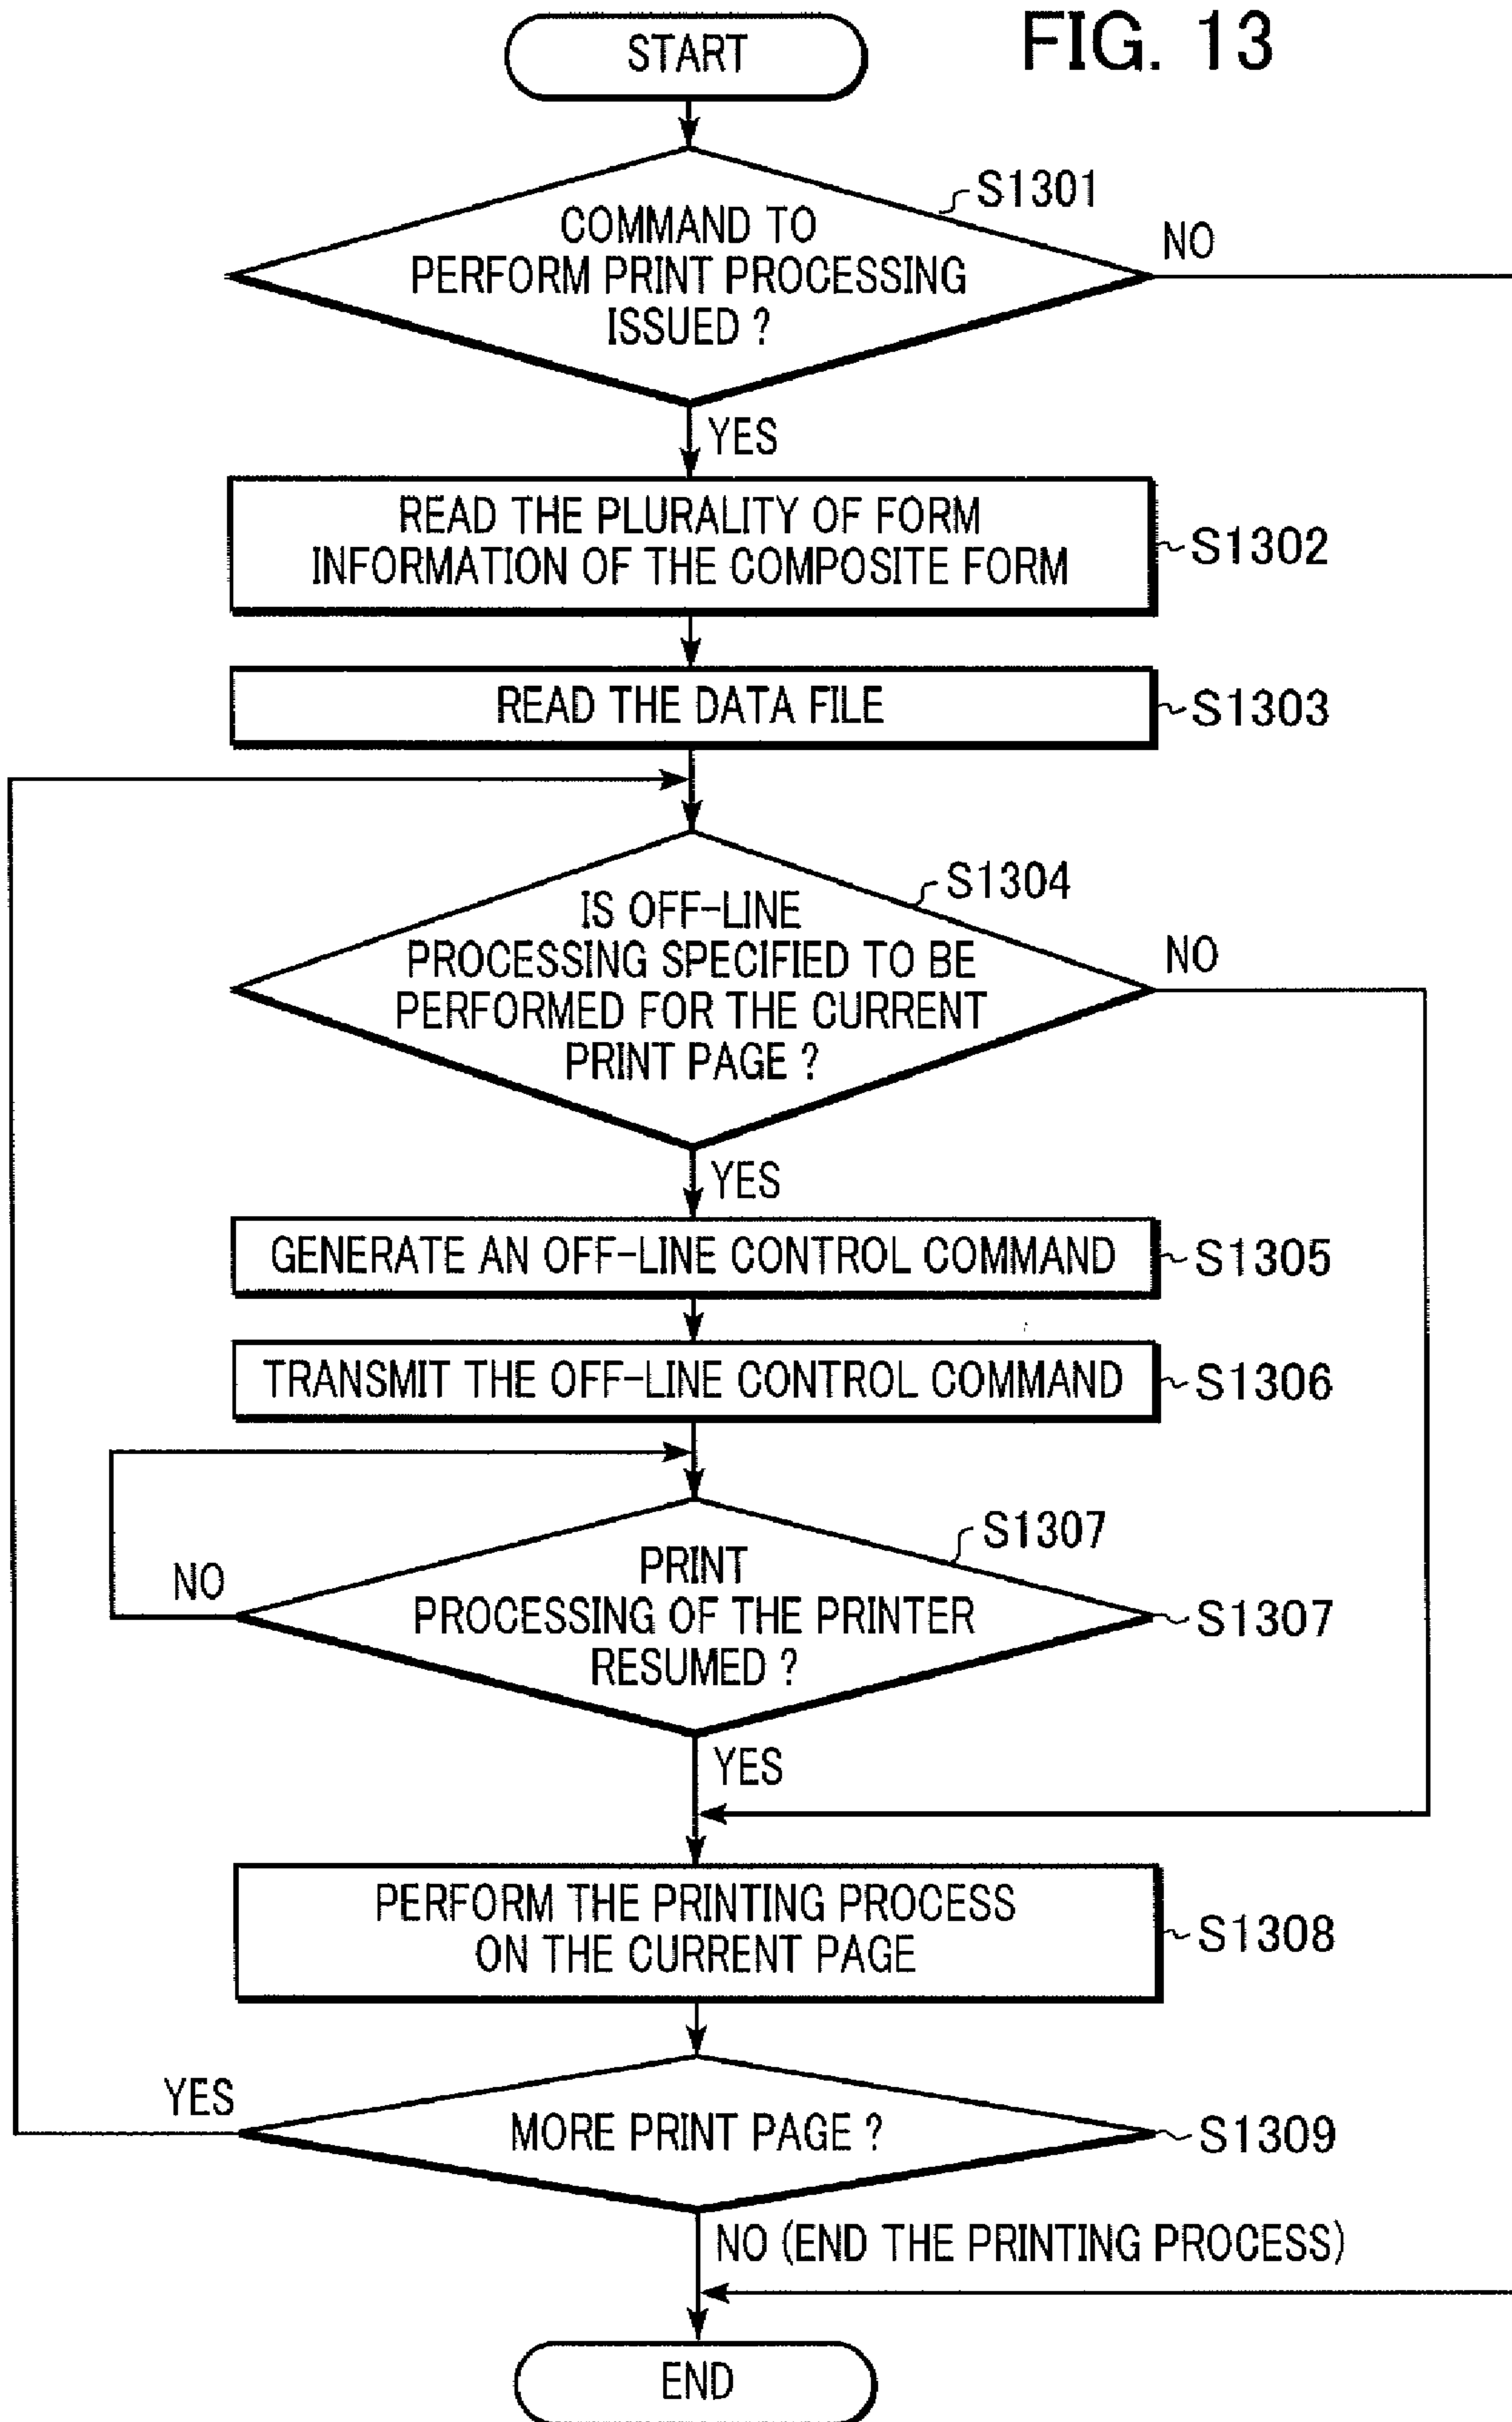 FIG. 13
START
S1301
COMMAND TO
PERFORM PRINT PROCESSING
ISSUED ?
NO
YES
READ THE PLURALITY OF FORM
INFORMATION OF THE COMPOSITE FORM
S1302
READ THE DATA FILE
S1303
S1304
IS OFF-LINE
PROCESSING SPECIFIED TO BE
PERFORMED FOR THE CURRENT
PRINT PAGE ?
NO
YES
GENERATE AN OFF-LINE CONTROL COMMAND
S1305
TRANSMIT THE OFF-LINE CONTROL COMMAND
S1306
S1307
PRINT
PROCESSING OF THE PRINTER
RESUMED ?
NO
S1307
YES
PERFORM THE PRINTING PROCESS
ON THE CURRENT PAGE
S1308
YES
MORE PRINT PAGE ?
S1309
NO (END THE PRINTING PROCESS)
END